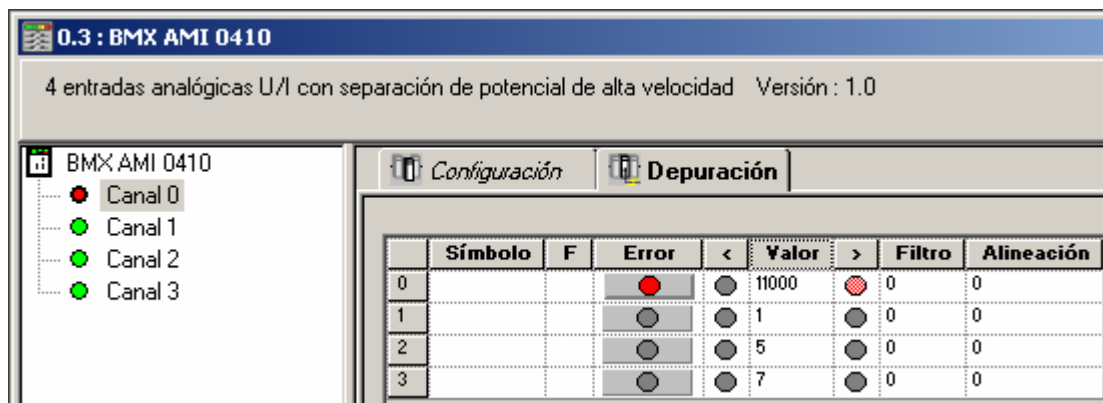 0.3 : BMX AMI 0410
4 entradas analógicas U/I con separación de potencial de alta velocidad Versión : 1.0
BMX AMI 0410
Canal 0
Canal 1
Canal 2
Canal 3
Configuración Depuración
Símbolo F Error < Valor > Filtro Alineación
0 11000 0 0
1 1 0 0
2 5 0 0
3 7 0 0